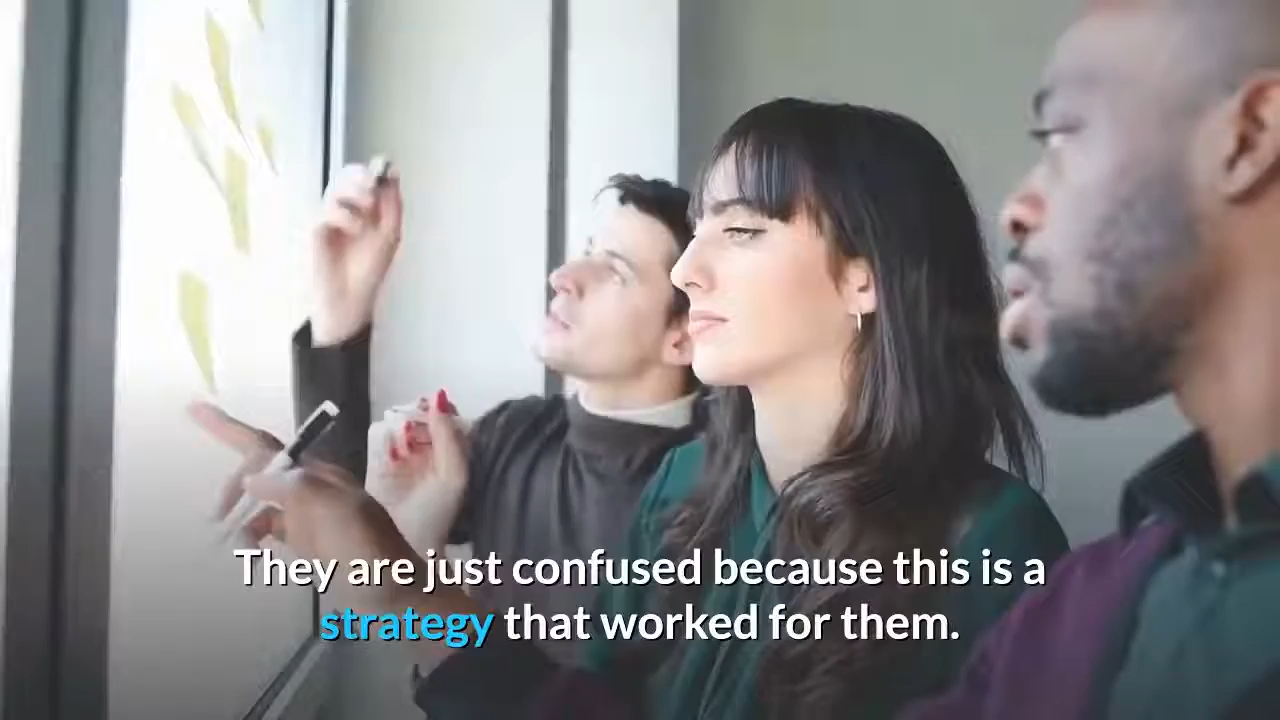 They are just confused because this is a
strategy that worked for them.